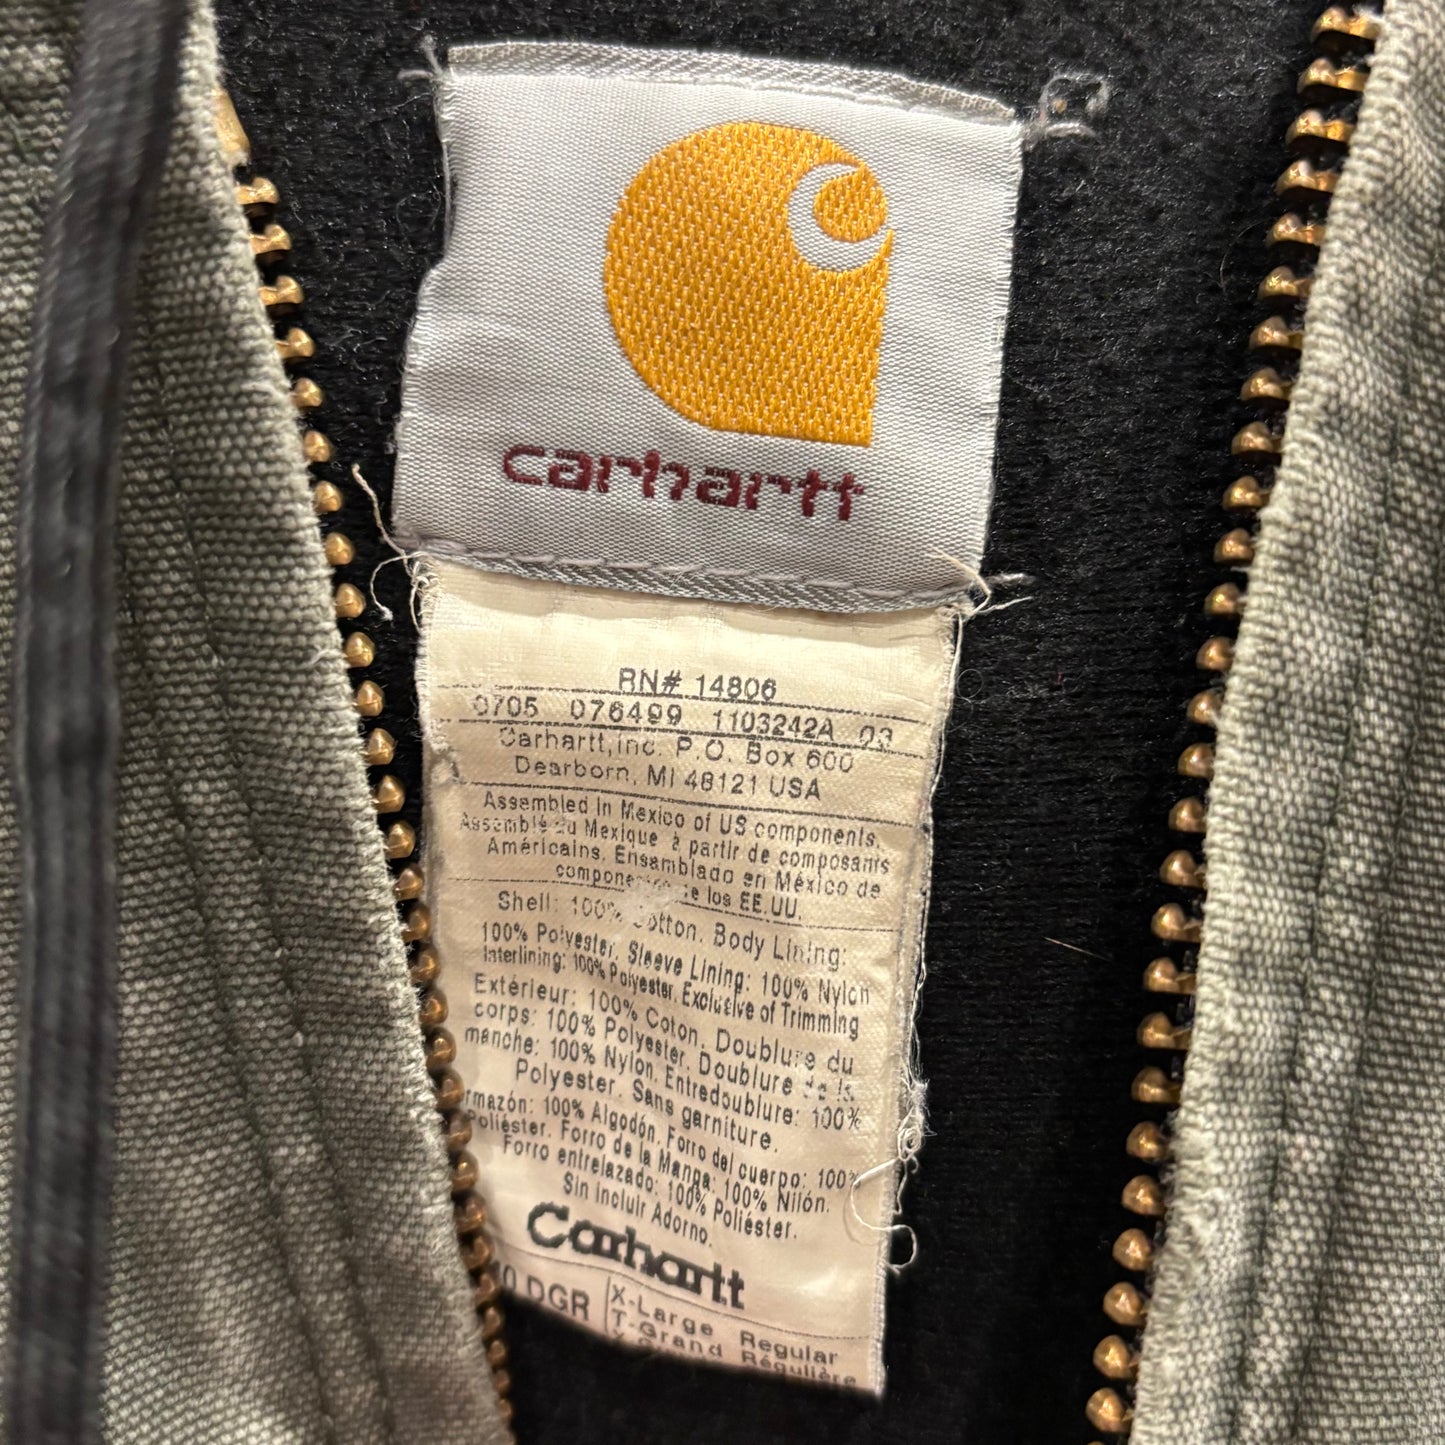 carhartt
RN# 14806
0705 076499 1103242A 03
Carhartt,Inc. P.O. Box 600
Dearborn, MI 48121 USA
Assembled in Mexico of US components.
Assemblé au Mexique à partir de composants
Américains. Ensamblado en México de
de los EE.UU.
Shell: 100% Cotton. Body Lining:
100% Polyester, Sleeve Lining: 100% Nylon
Interlining: 100% Polyester. Exclusive of Trimming
Extérieur: 100% Coton. Doublure du
corps: 100% Polyester. Doublure de la
manche: 100% Nylon. Entredoublure: 100%
Polyester. Sans garniture.
rmazón: 100% Algodón. Forro del cuerpo: 100%
Poliéster. Forro de la Manga: 100% Nilón.
Forro entrelazado: 100% Poliéster.
Sin incluir Adorno.
Carhartt
DGR X-Large Regular
T-Grand Régulière